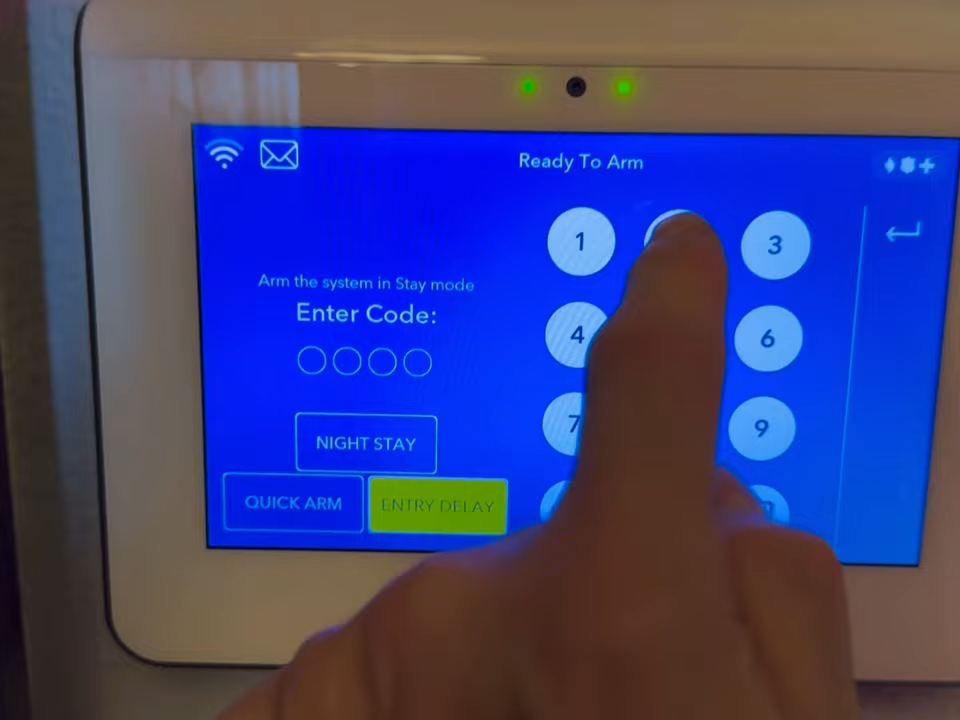 Ready To Arm
Arm the system in Stay mode
Enter Code:
NIGHT STAY
QUICK ARM
ENTRY DELAY
1
3
4
6
7
9